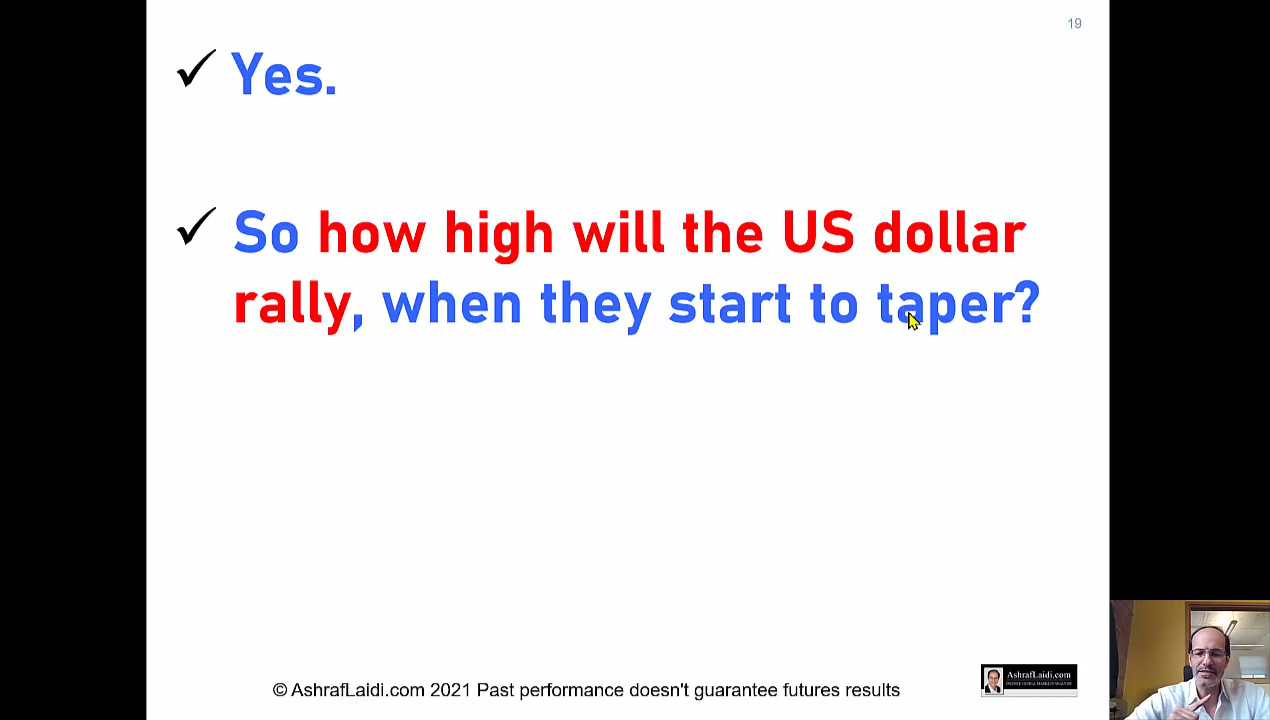 19
✓ Yes.
✓ So how high will the US dollar
rally, when they start to taper?
© AshrafLaidi.com 2021 Past performance doesn't guarantee futures results
AshrafLaidi.com